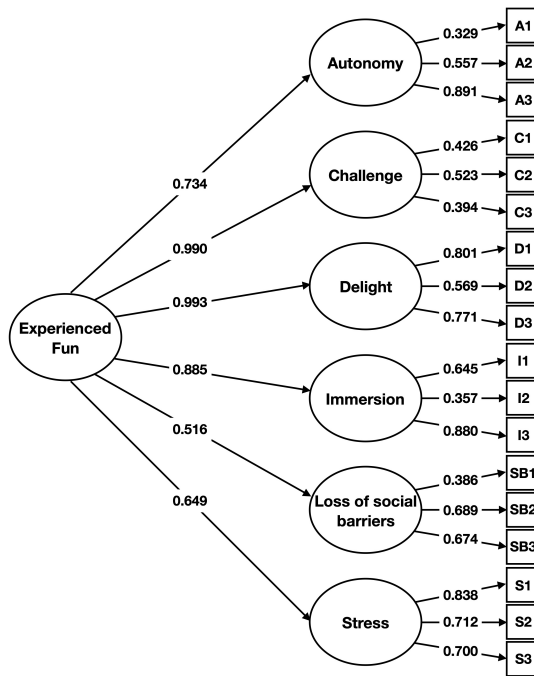 0.329
A1
Autonomy
0.557
A2
0.891
A3
0.734
0.426
C1
Challenge
0.523
C2
0.394
C3
0.990
0.801
D1
Delight
0.569
D2
0.771
D3
0.993
Experienced
Fun
0.885
0.645
I1
Immersion
0.357
I2
0.880
I3
0.516
0.386
SB1
Loss of social
barriers
0.689
SB2
0.674
SB3
0.649
0.838
S1
Stress
0.712
S2
0.700
S3